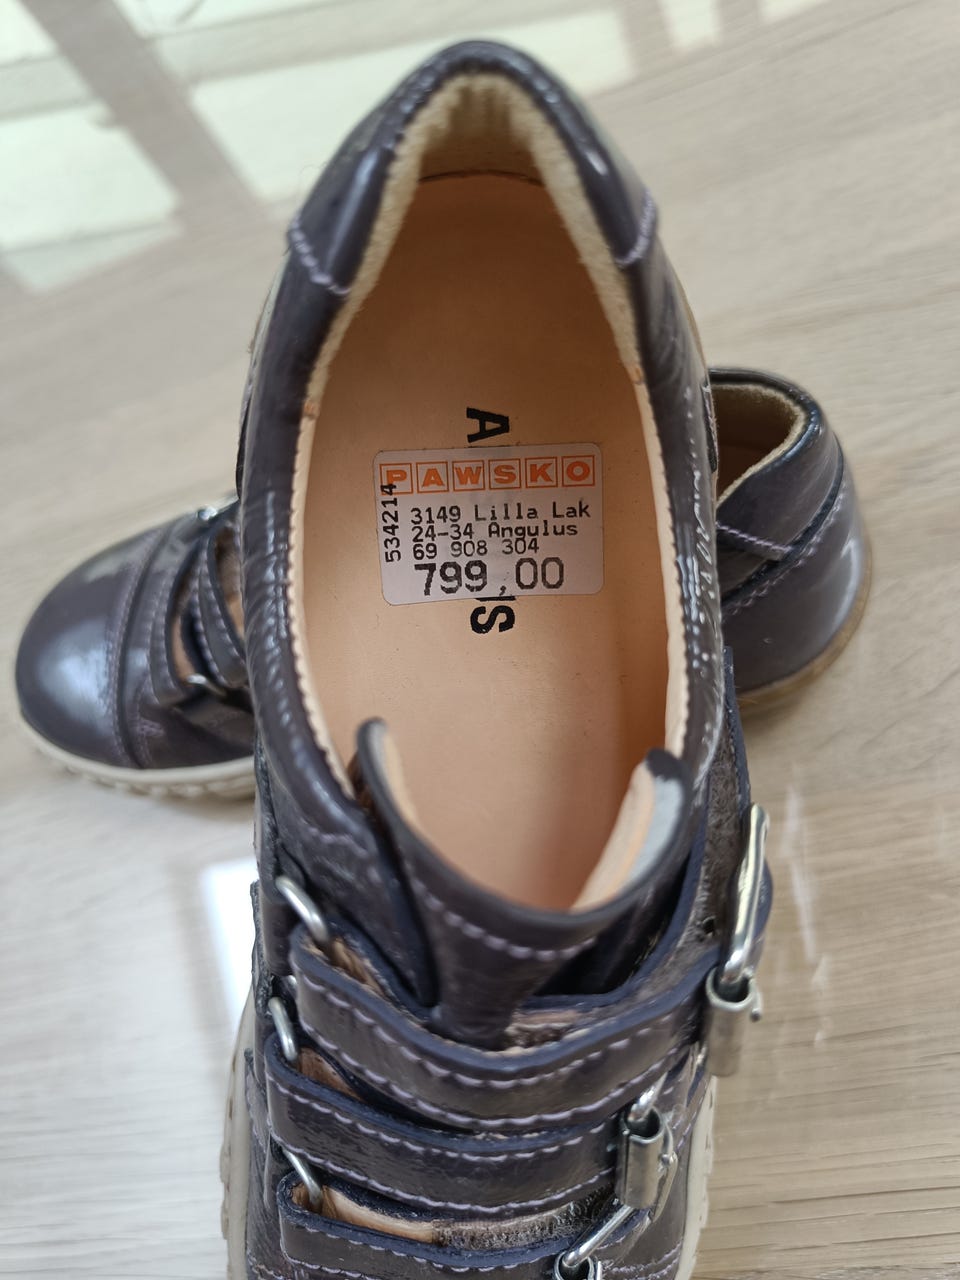 A
PAWSKO
534214
3149 Lilla Lak
24-34 Angulus
69 908 304
799,00
S